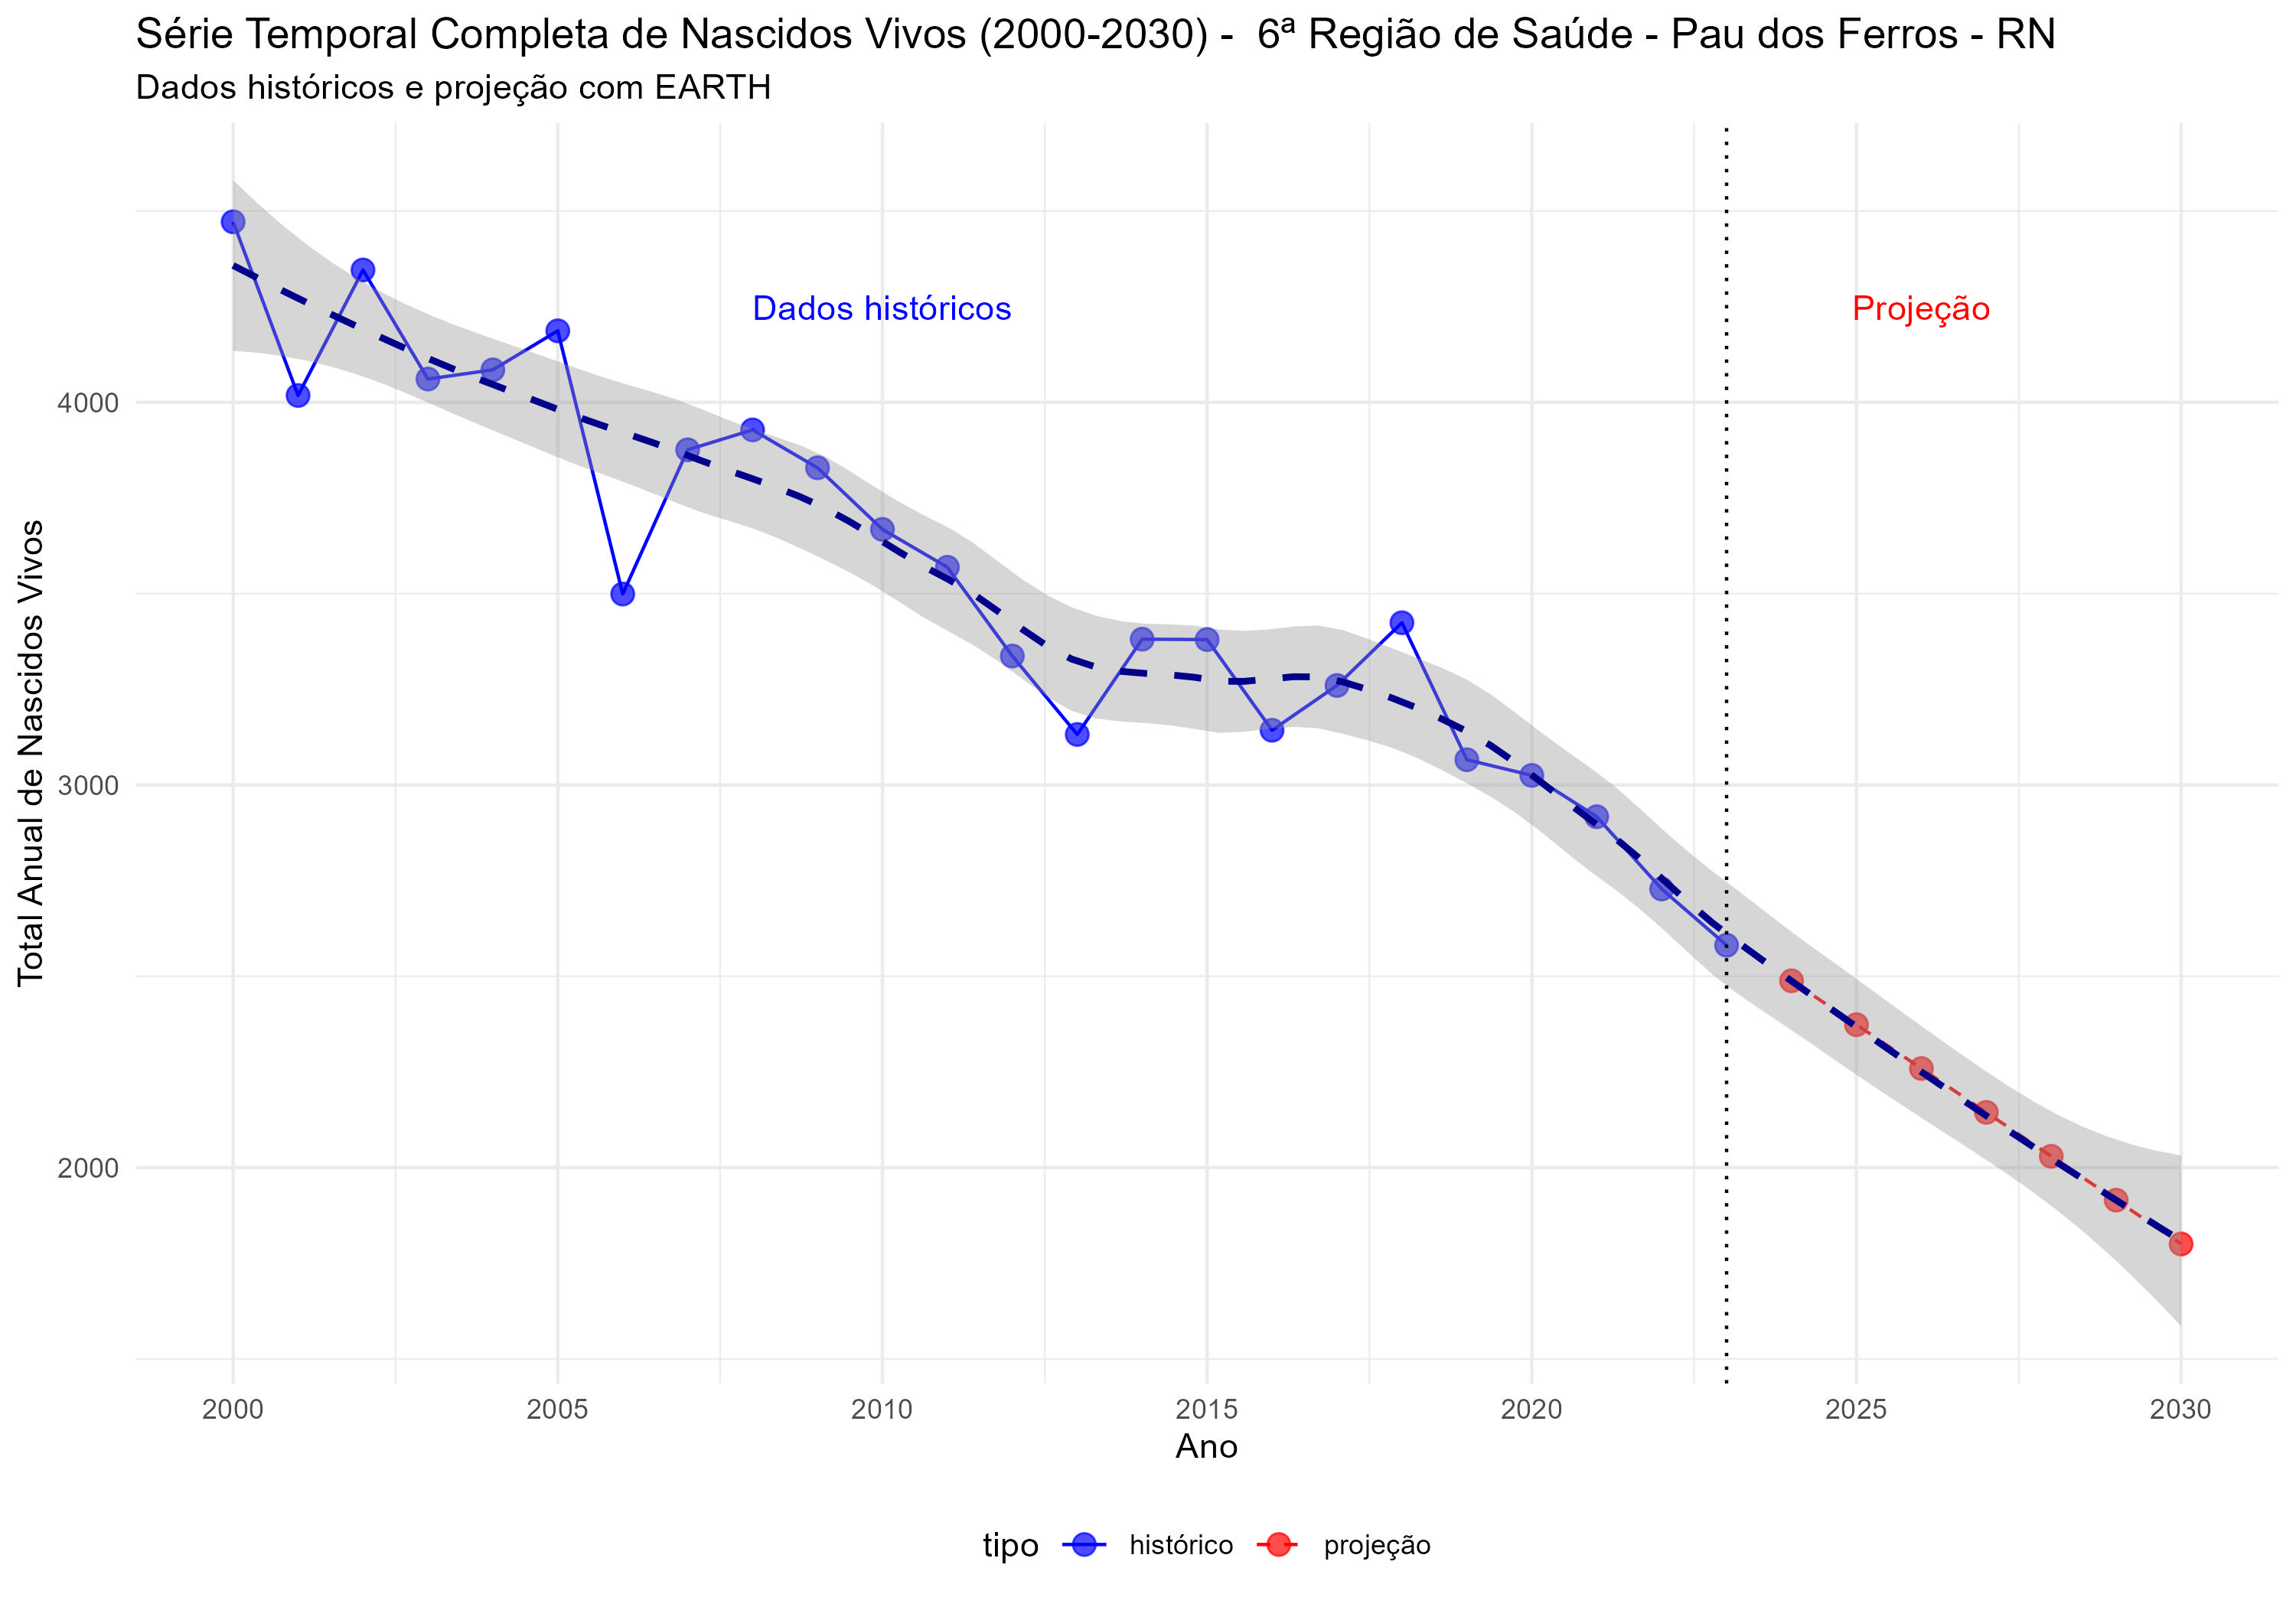 Série Temporal Completa de Nascidos Vivos (2000-2030) -  6ª Região de Saúde - Pau dos Ferros - RN
Dados históricos e projeção com EARTH
Total Anual de Nascidos Vivos
4000
3000
2000
Dados históricos
Projeção
2000
2005
2010
2015
2020
2025
2030
Ano
tipo
histórico
projeção